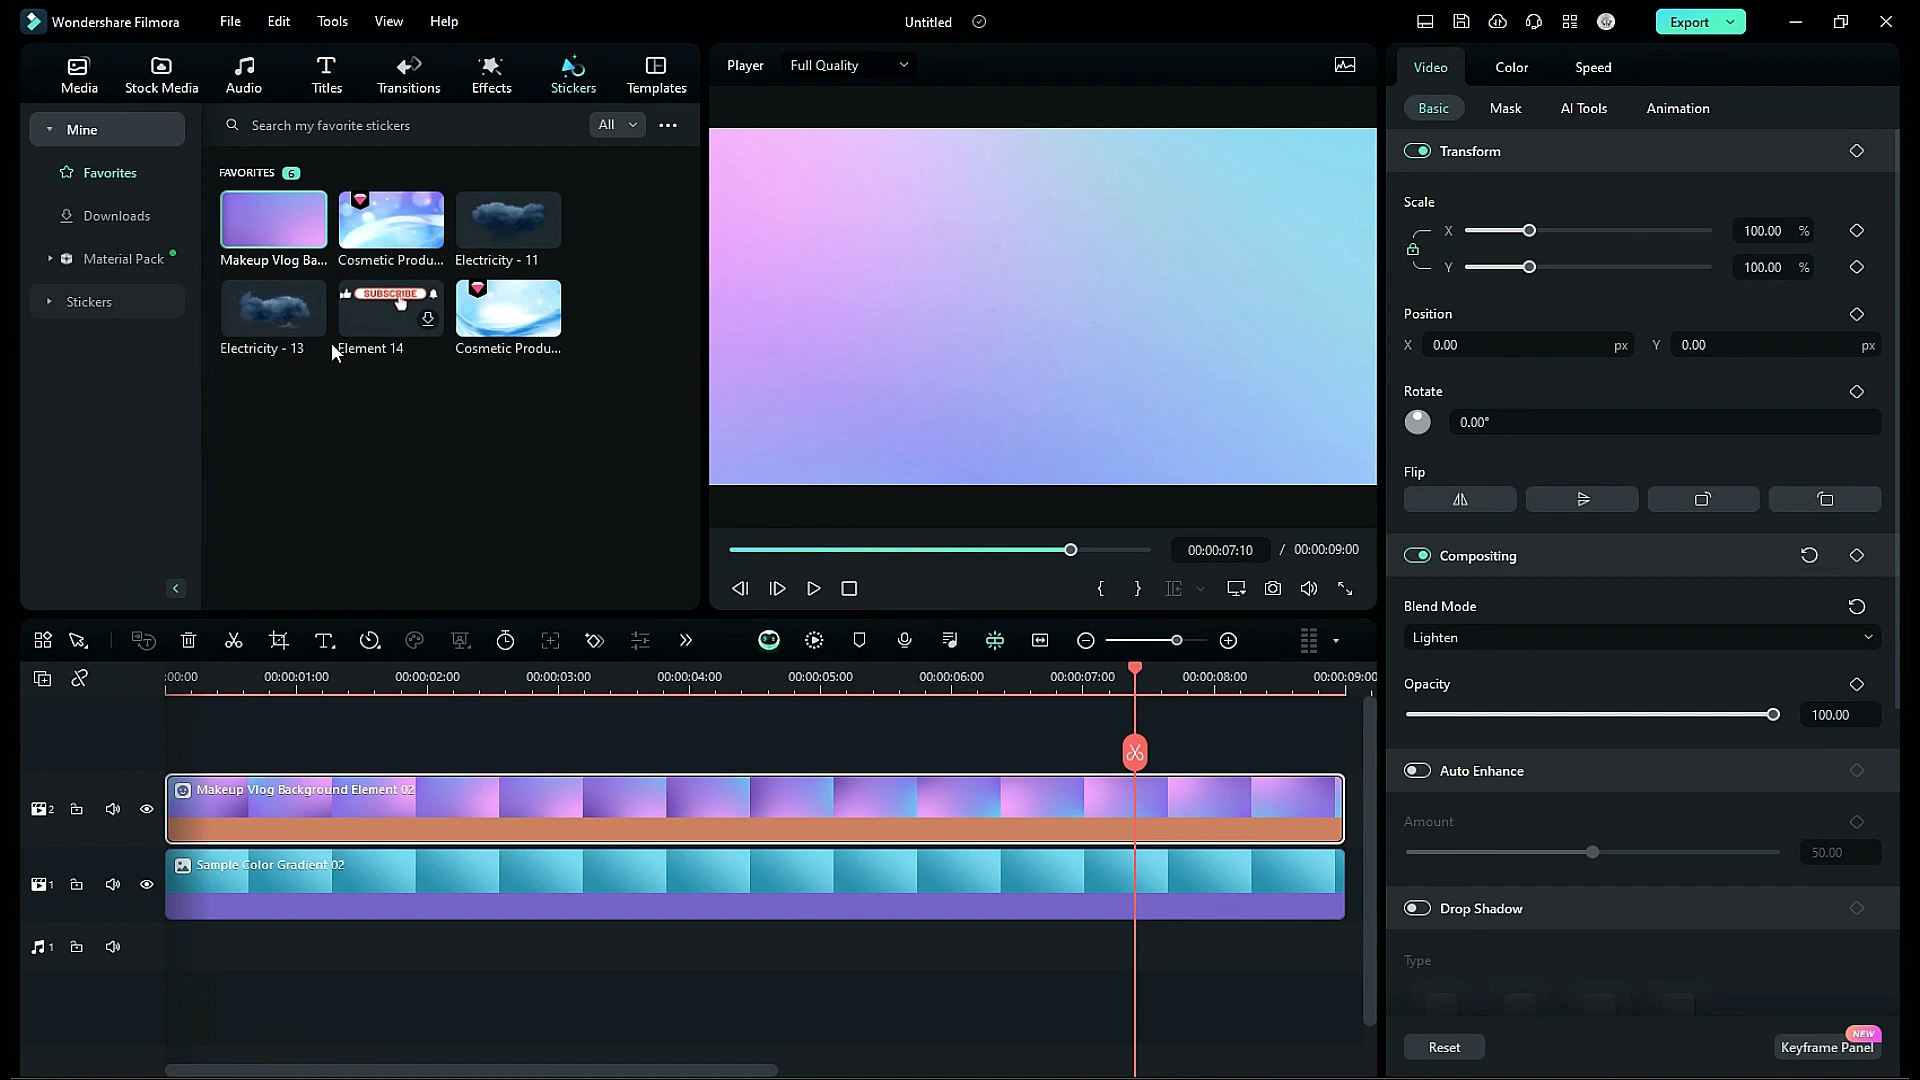 Wondershare Filmora
File
Edit
Tools
View
Help
Untitled
Export
Media
Stock Media
Audio
Titles
Transitions
Effects
Stickers
Templates
Mine
Favorites
Downloads
Material Pack
Stickers
Search my favorite stickers
All
FAVORITES 6
Makeup Vlog Ba...
Cosmetic Produ...
Electricity - 11
SUBSCRIBE
Electricity - 13
Element 14
Cosmetic Produ...
Player
Full Quality
00:00:07:10 / 00:00:09:00
Video
Color
Speed
Basic
Mask
AI Tools
Animation
Transform
Scale
X 100.00 %
Y 100.00 %
Position
X 0.00 px Y 0.00 px
Rotate
0.00°
Flip
Compositing
Blend Mode
Lighten
Opacity
100.00
Auto Enhance
Amount
50.00
Drop Shadow
Type
Reset
NEW
Keyframe Panel
:00:00
00:00:01:00
00:00:02:00
00:00:03:00
00:00:04:00
00:00:05:00
00:00:06:00
00:00:07:00
00:00:08:00
00:00:09:00
2
Makeup Vlog Background Element 02
1
Sample Color Gradient 02
1